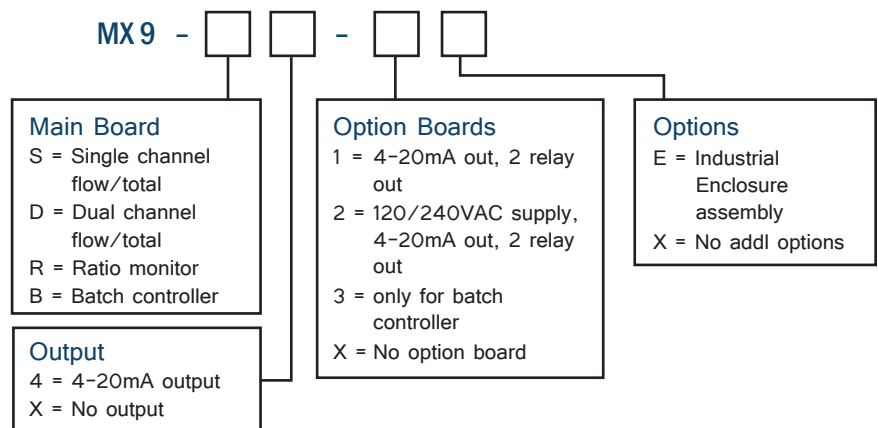 MX9 - -
Main Board
S = Single channel
flow/total
D = Dual channel
flow/total
R = Ratio monitor
B = Batch controller
Output
4 = 4-20mA output
X = No output
Option Boards
1 = 4-20mA out, 2 relay
out
2 = 120/240VAC supply,
4-20mA out, 2 relay
out
3 = only for batch
controller
X = No option board
Options
E = Industrial
Enclosure
assembly
X = No addl options